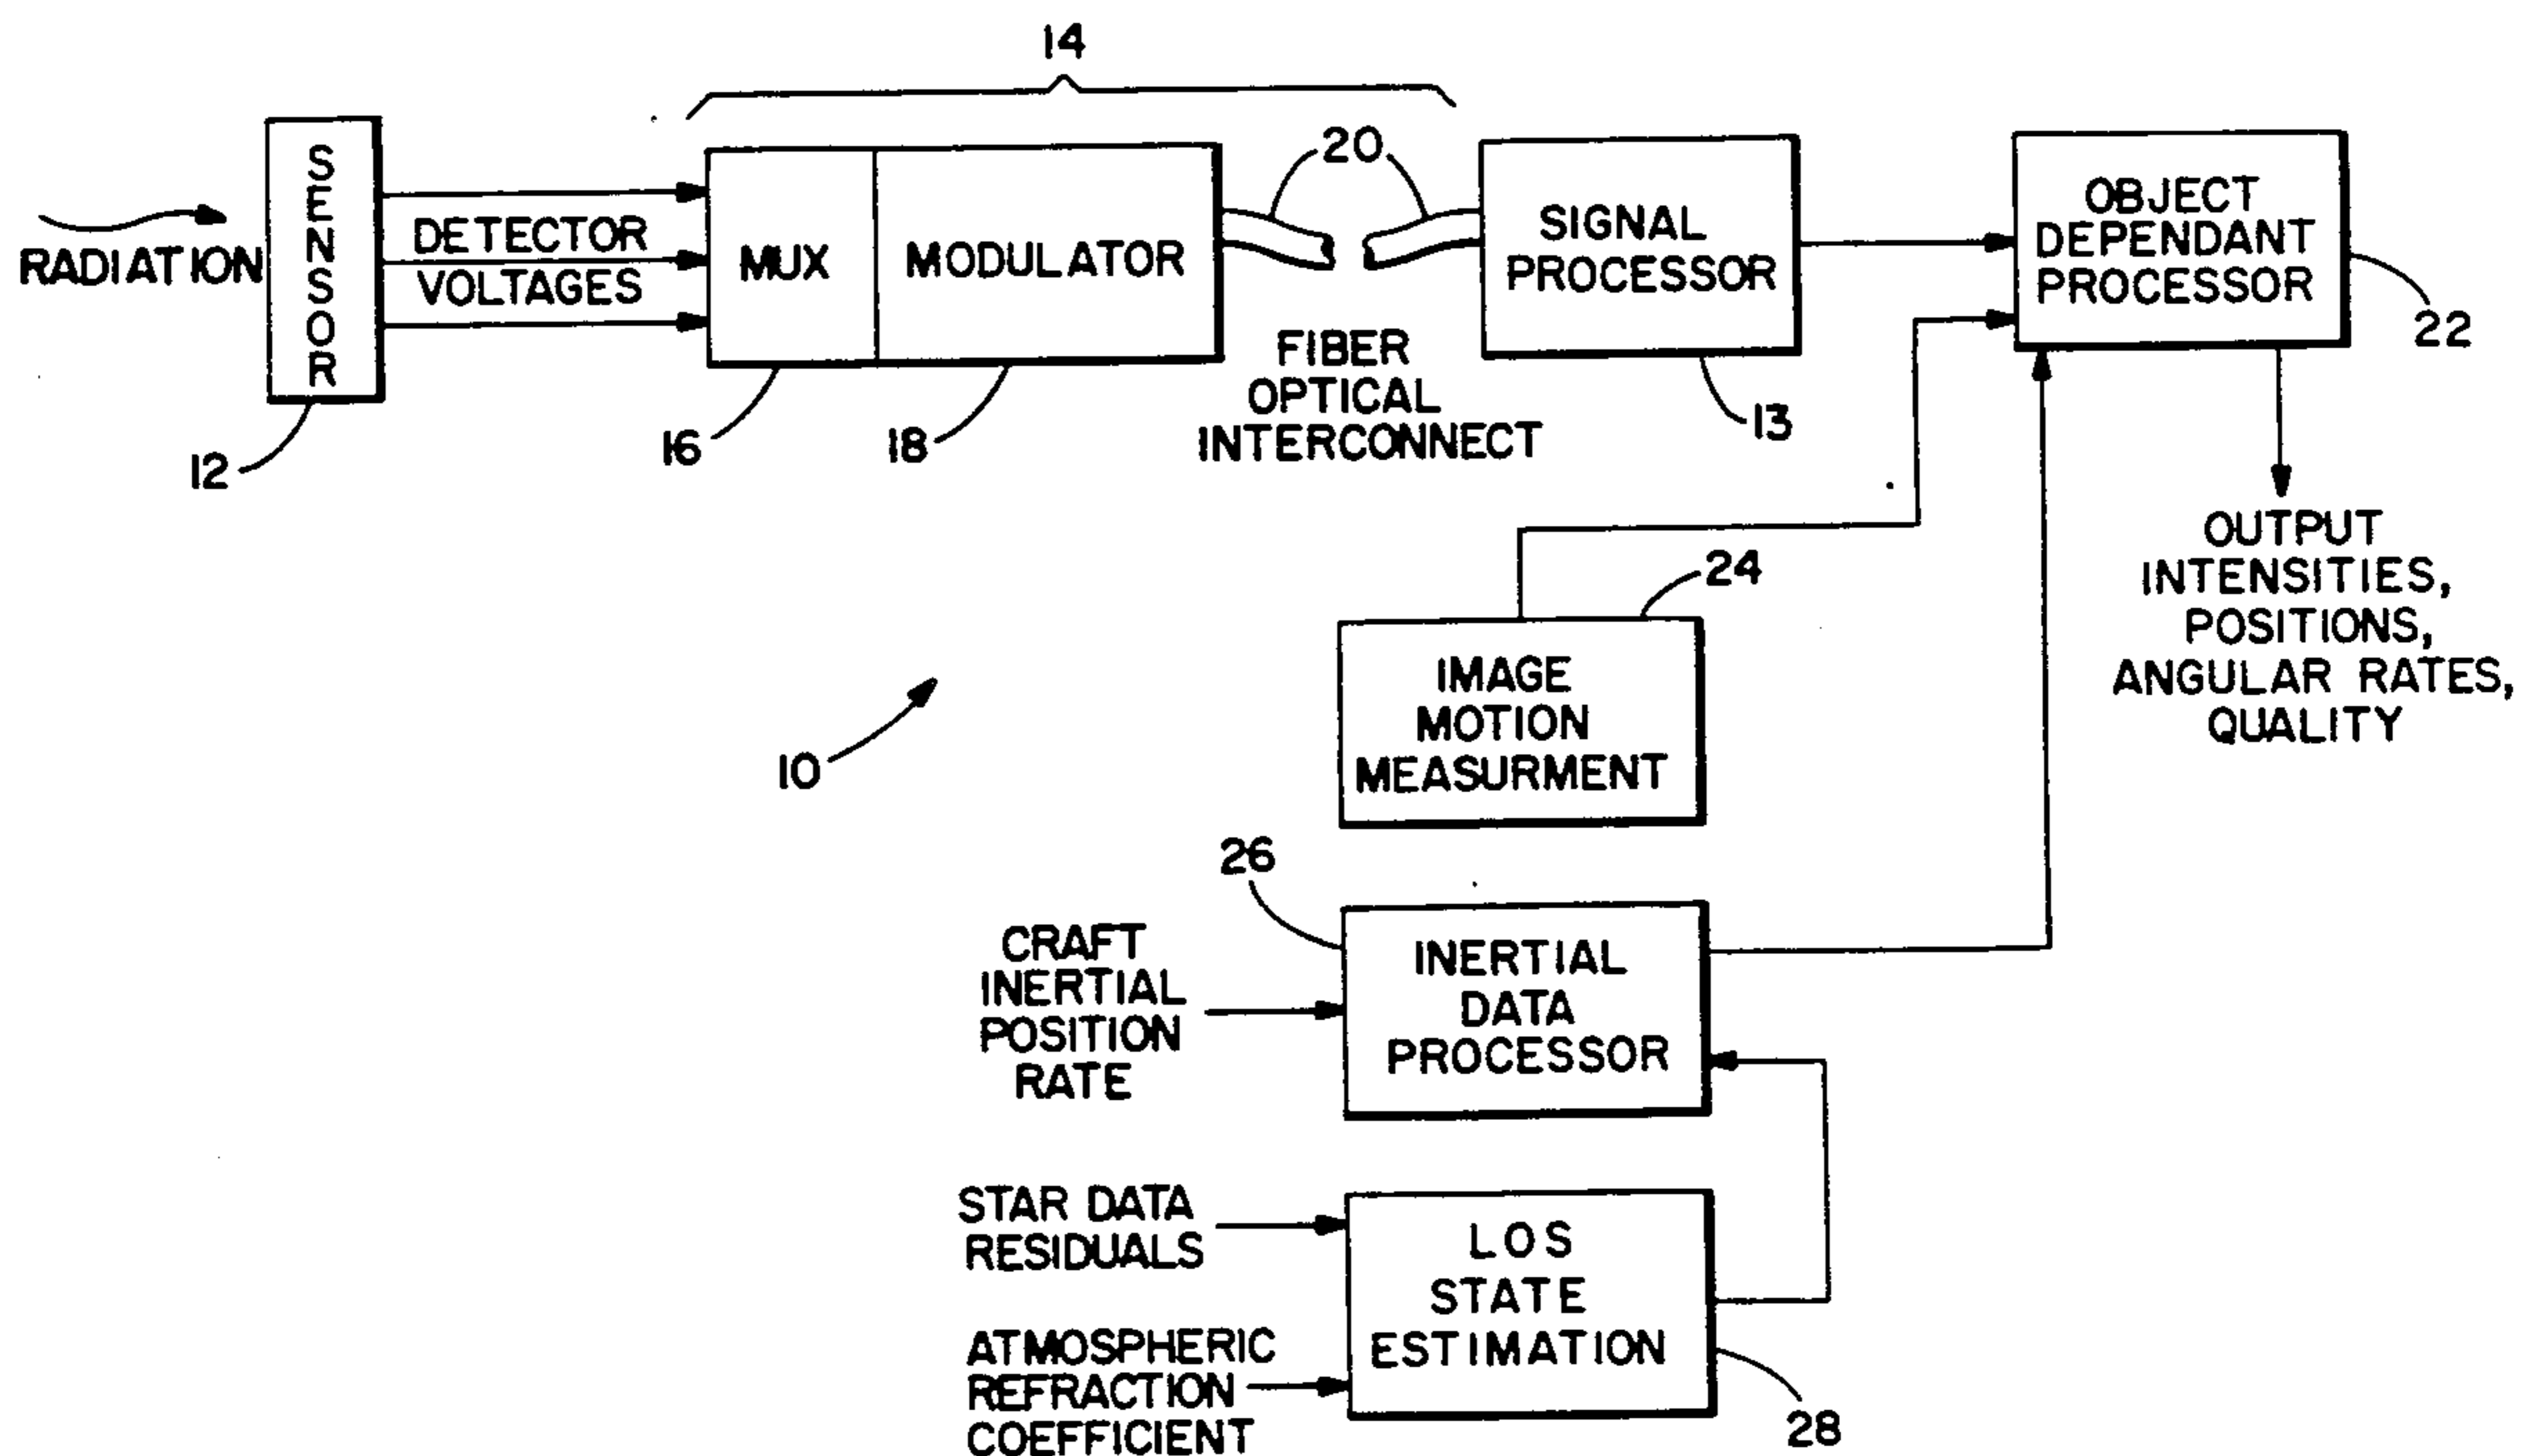 14
RADIATION
SENSOR
12
DETECTOR
VOLTAGES
MUX
16
MODULATOR
18
20
FIBER
OPTICAL
INTERCONNECT
SIGNAL
PROCESSOR
13
OBJECT
DEPENDANT
PROCESSOR
22
OUTPUT
INTENSITIES,
POSITIONS,
ANGULAR RATES,
QUALITY
24
IMAGE
MOTION
MEASURMENT
10
26
CRAFT
INERTIAL
POSITION
RATE
INERTIAL
DATA
PROCESSOR
STAR DATA
RESIDUALS
ATMOSPHERIC
REFRACTION
COEFFICIENT
LOS
STATE
ESTIMATION
28